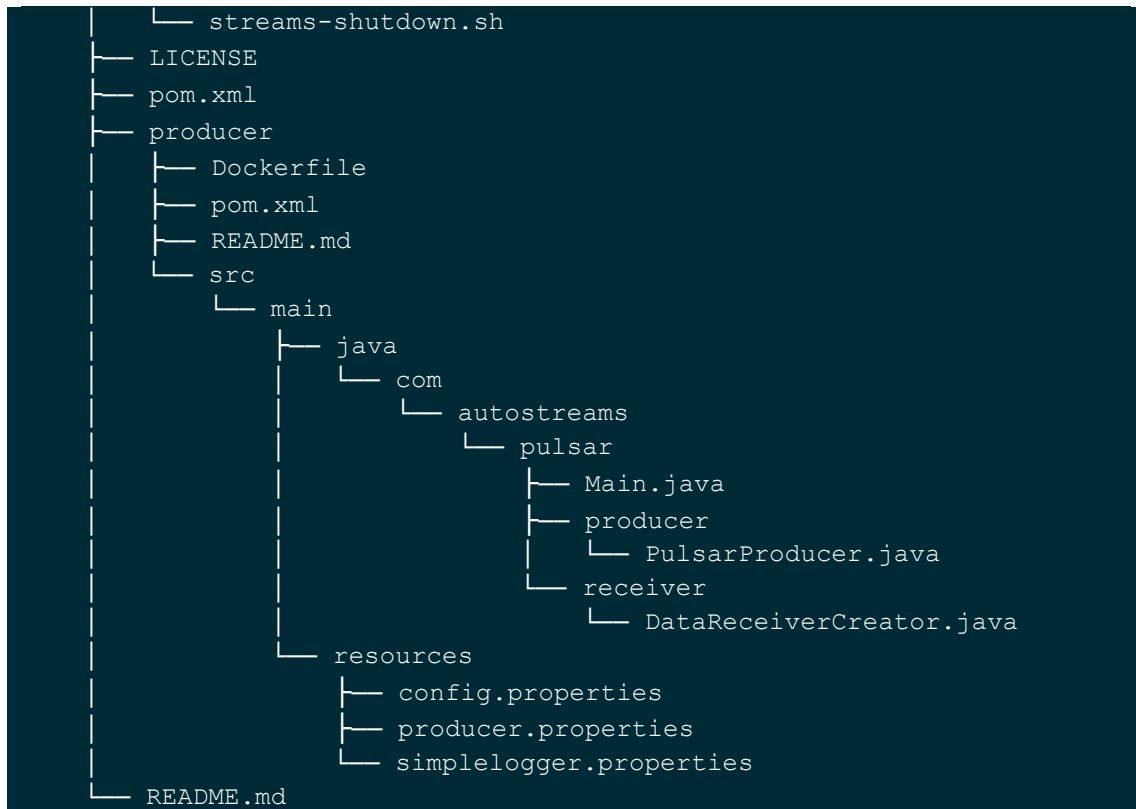 │   └── streams-shutdown.sh
├── LICENSE
├── pom.xml
├── producer
│   ├── Dockerfile
│   ├── pom.xml
│   ├── README.md
│   └── src
│       └── main
│           ├── java
│           │   └── com
│           │       └── autostreams
│           │           └── pulsar
│           │               ├── Main.java
│           │               ├── producer
│           │               │   └── PulsarProducer.java
│           │               └── receiver
│           │                   └── DataReceiverCreator.java
│           └── resources
│               ├── config.properties
│               ├── producer.properties
│               └── simplelogger.properties
└── README.md